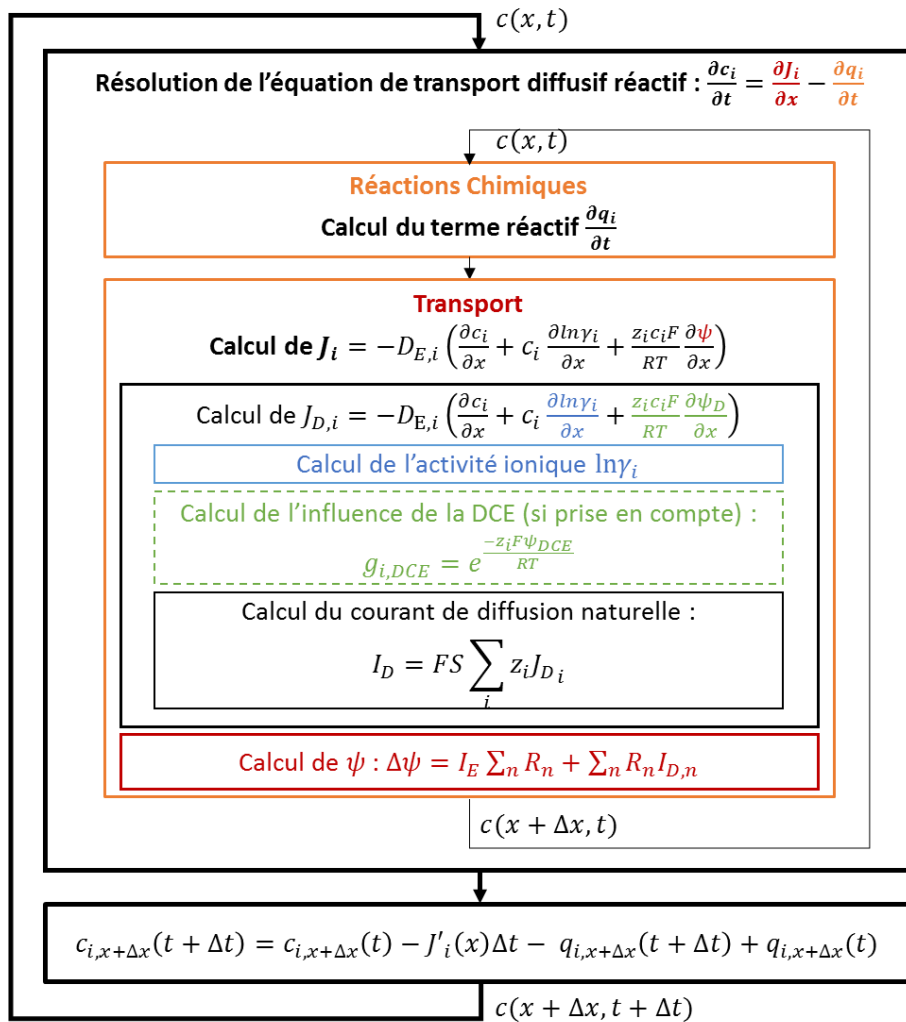 c(x,t)
Résolution de l'équation de transport diffusif réactif : ∂cᵢ/∂t = ∂Jᵢ/∂x − ∂qᵢ/∂t
c(x,t)
Réactions Chimiques
Calcul du terme réactif ∂qᵢ/∂t
Transport
Calcul de Jᵢ = −D_{E,i} (∂cᵢ/∂x + cᵢ ∂lnγᵢ/∂x + zᵢcᵢF/RT ∂ψ/∂x)
Calcul de J_{D,i} = −D_{E,i} (∂cᵢ/∂x + cᵢ ∂lnγᵢ/∂x + zᵢcᵢF/RT ∂ψ_D/∂x)
Calcul de l'activité ionique lnγᵢ
Calcul de l'influence de la DCE (si prise en compte) :
g_{i,DCE} = e^{−zᵢFψ_{DCE}/RT}
Calcul du courant de diffusion naturelle :
I_D = FS ∑ᵢ zᵢJ_{D i}
Calcul de ψ : Δψ = I_E ∑ₙ Rₙ + ∑ₙ RₙI_{D,n}
c(x + Δx, t)
c_{i,x+Δx}(t + Δt) = c_{i,x+Δx}(t) − J′ᵢ(x)Δt − q_{i,x+Δx}(t + Δt) + q_{i,x+Δx}(t)
c(x + Δx, t + Δt)